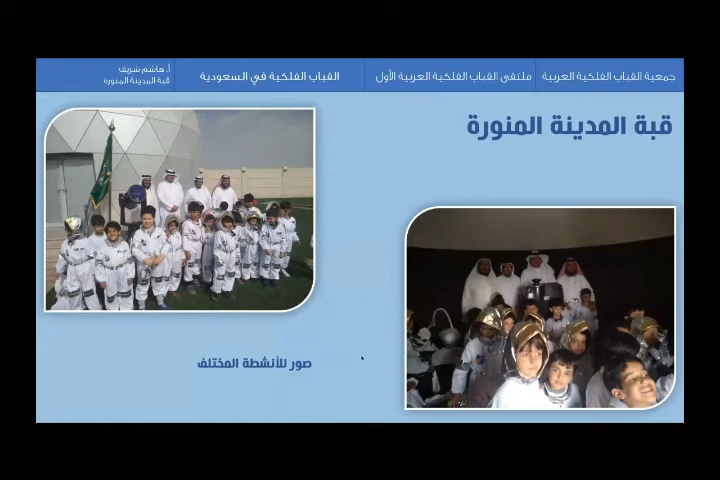 جمعية القباب الفلكية العربية
ملتقى القباب الفلكية العربية الأول
القباب الفلكية في السعودية
أ. هاشم شريف
قبة المدينة المنورة
قبة المدينة المنورة
صور للأنشطة المختلف